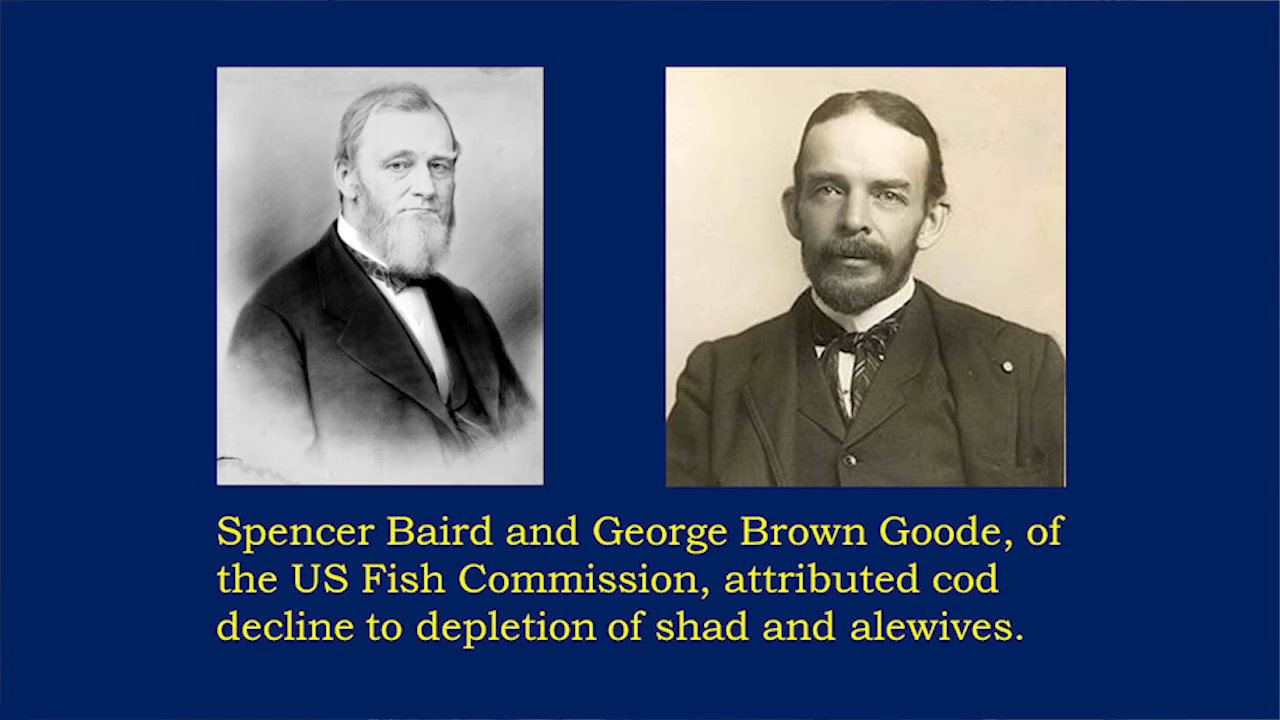 Spencer Baird and George Brown Goode, of
the US Fish Commission, attributed cod
decline to depletion of shad and alewives.